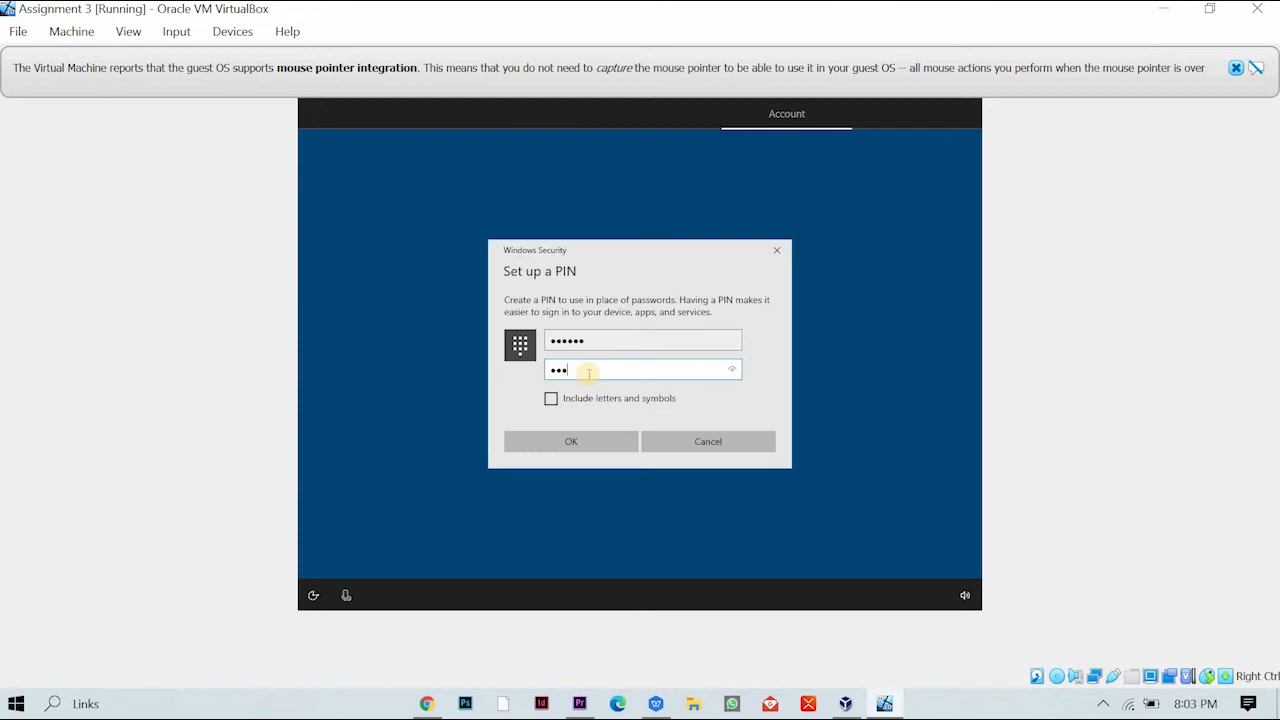 Assignment 3 [Running] - Oracle VM VirtualBox
File Machine View Input Devices Help
The Virtual Machine reports that the guest OS supports mouse pointer integration. This means that you do not need to capture the mouse pointer to be able to use it in your guest OS -- all mouse actions you perform when the mouse pointer is over
Account
Windows Security
Set up a PIN
Create a PIN to use in place of passwords. Having a PIN makes it
easier to sign in to your device, apps, and services.
••••••
•••
Include letters and symbols
OK Cancel
Right Ctrl
Links
Ps Id Pr W X
8:03 PM